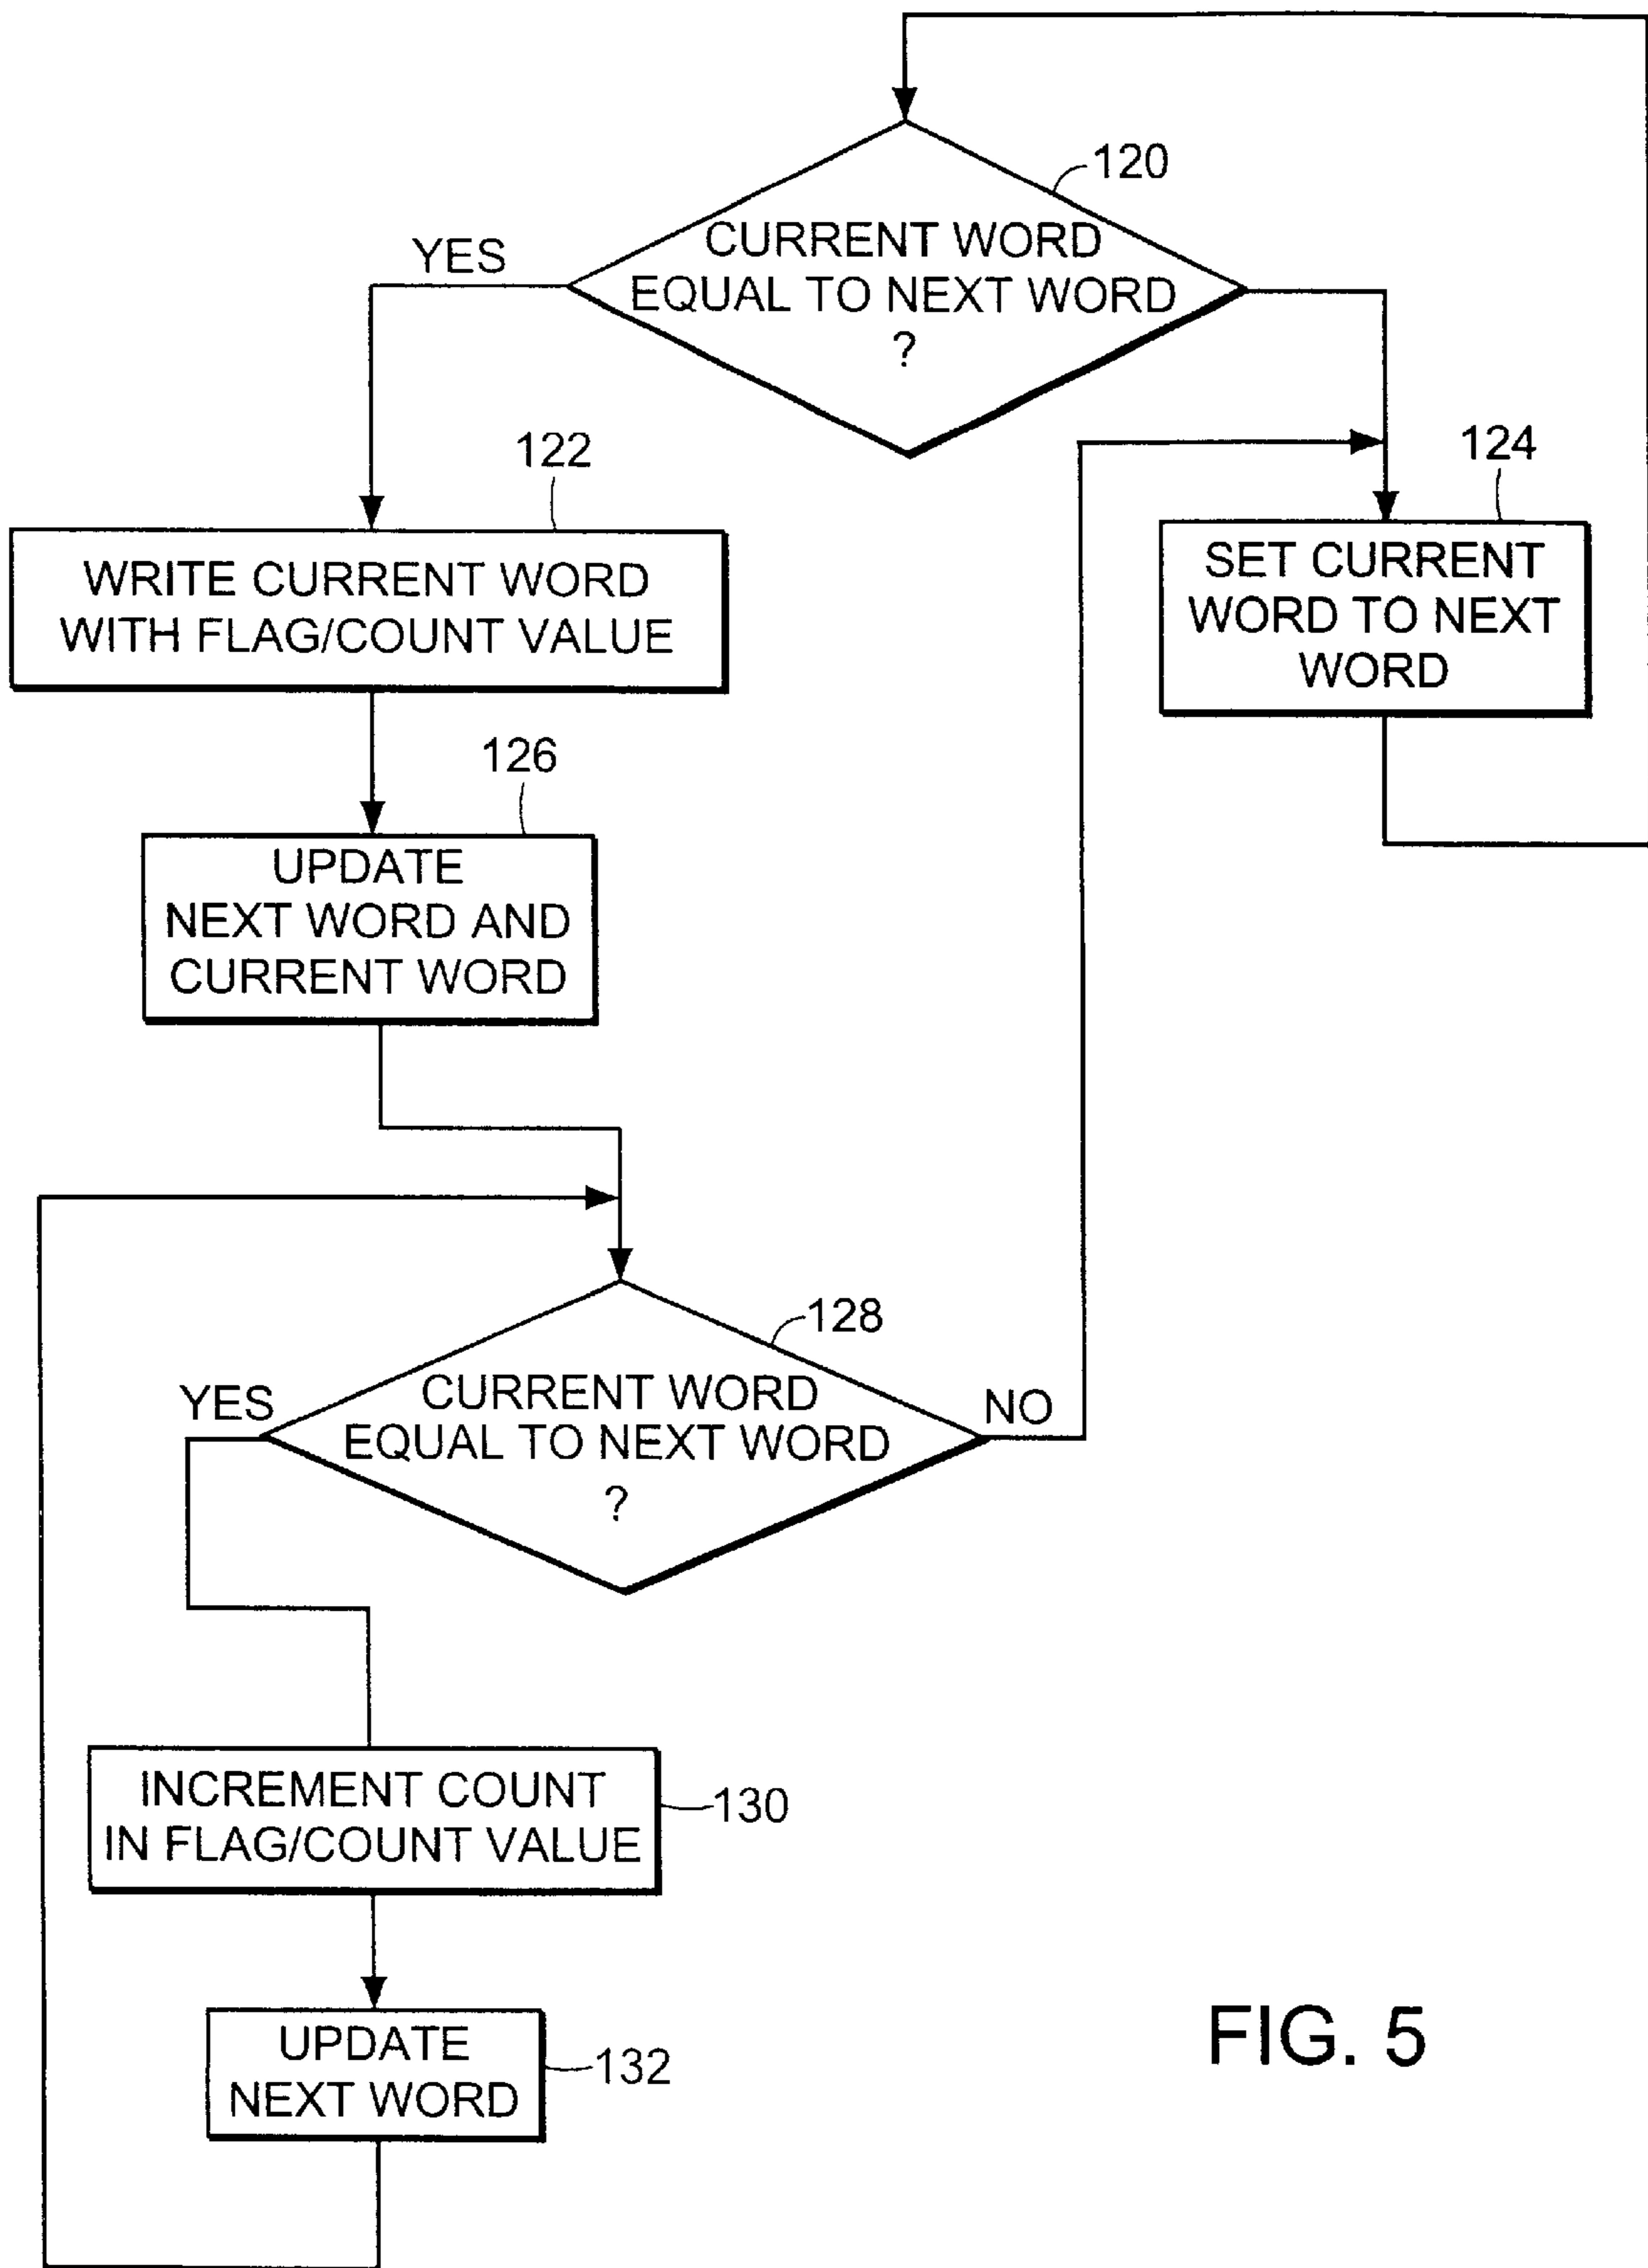 120
CURRENT WORD
EQUAL TO NEXT WORD
?
YES
122
WRITE CURRENT WORD
WITH FLAG/COUNT VALUE
124
SET CURRENT
WORD TO NEXT
WORD
126
UPDATE
NEXT WORD AND
CURRENT WORD
128
CURRENT WORD
EQUAL TO NEXT WORD
?
YES
NO
INCREMENT COUNT
IN FLAG/COUNT VALUE
130
UPDATE
NEXT WORD
132
FIG. 5